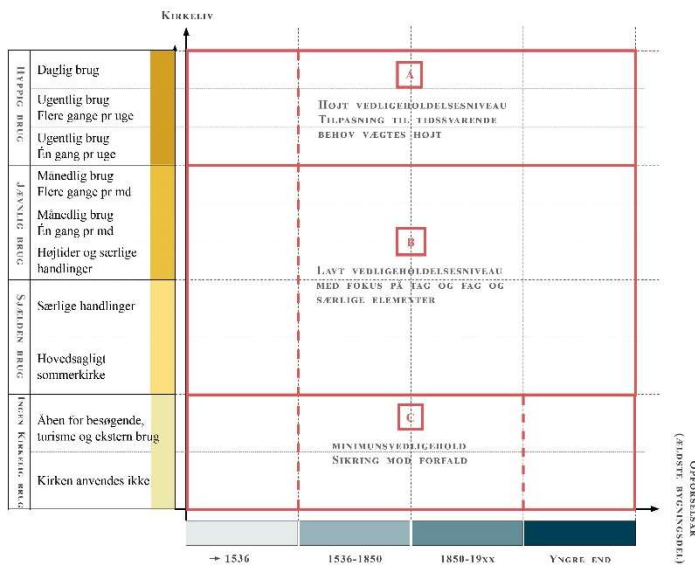 Kirkeliv
Hyppig brug
Daglig brug
Ugentlig brug
Flere gange pr uge
Ugentlig brug
Én gang pr uge
Jævnlig brug
Månedlig brug
Flere gange pr md
Månedlig brug
Én gang pr md
Højtider og særlige
handlinger
Sjælden brug
Særlige handlinger
Hovedsagligt
sommerkirke
Ingen kirkelig brug
Åben for besøgende,
turisme og ekstern brug
Kirken anvendes ikke
A
Højt vedligeholdelsesniveau
Tilpasning til tidssvarende
behov vægtes højt
B
Lavt vedligeholdelsesniveau
med fokus på tag og fag og
særlige elementer
C
minimunsvedligehold
Sikring mod forfald
Opførselsår
(ældste bygningsdel)
→ 1536
1536-1850
1850-19xx
Yngre end